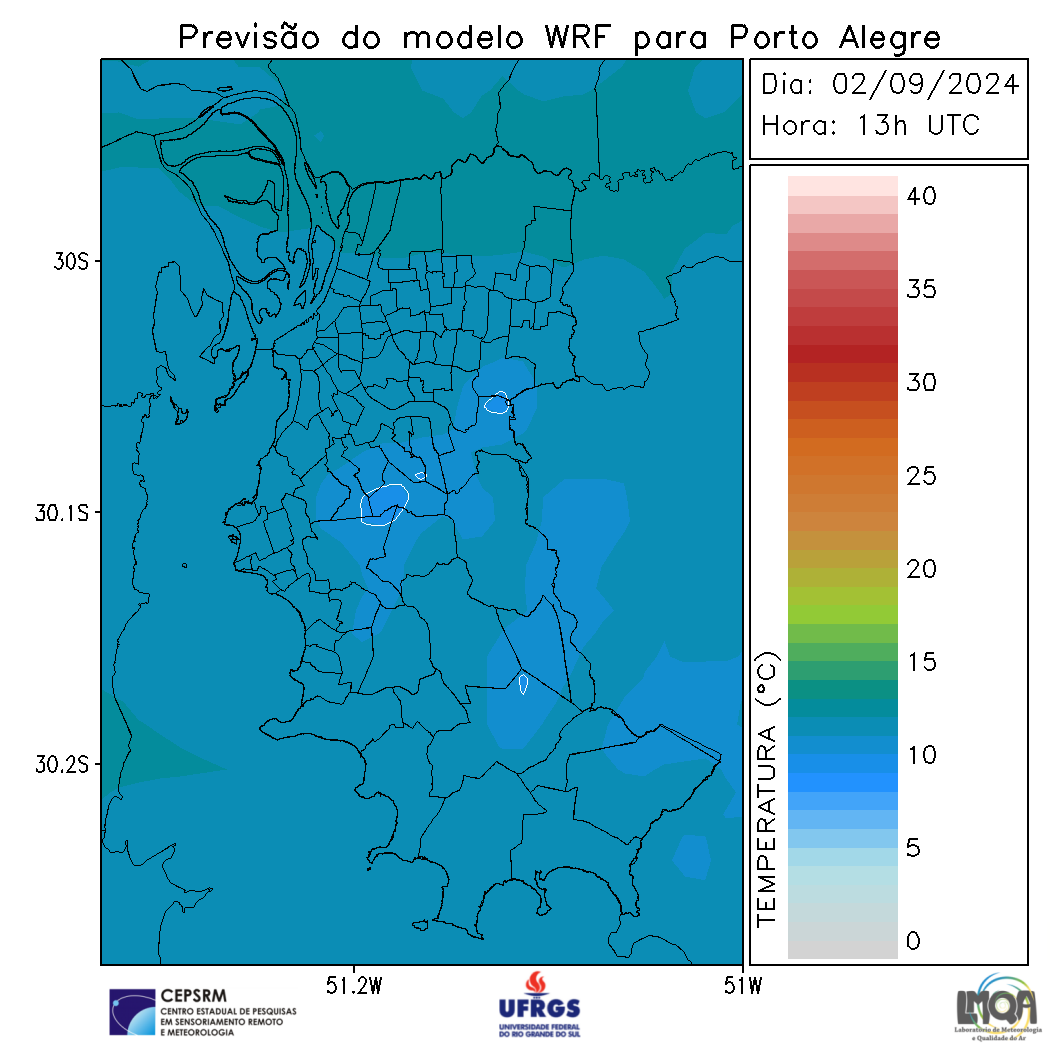 Previsão do modelo WRF para Porto Alegre
Dia: 02/09/2024
Hora: 13h UTC
40
35
30
25
20
15
10
5
0
TEMPERATURA (°C)
30S
30.1S
30.2S
51.2W
51W
CEPSRM
CENTRO ESTADUAL DE PESQUISAS
EM SENSORIAMENTO REMOTO
E METEOROLOGIA
UFRGS
UNIVERSIDADE FEDERAL
DO RIO GRANDE DO SUL
LMQA
Laboratório de Meteorologia
e Qualidade do Ar